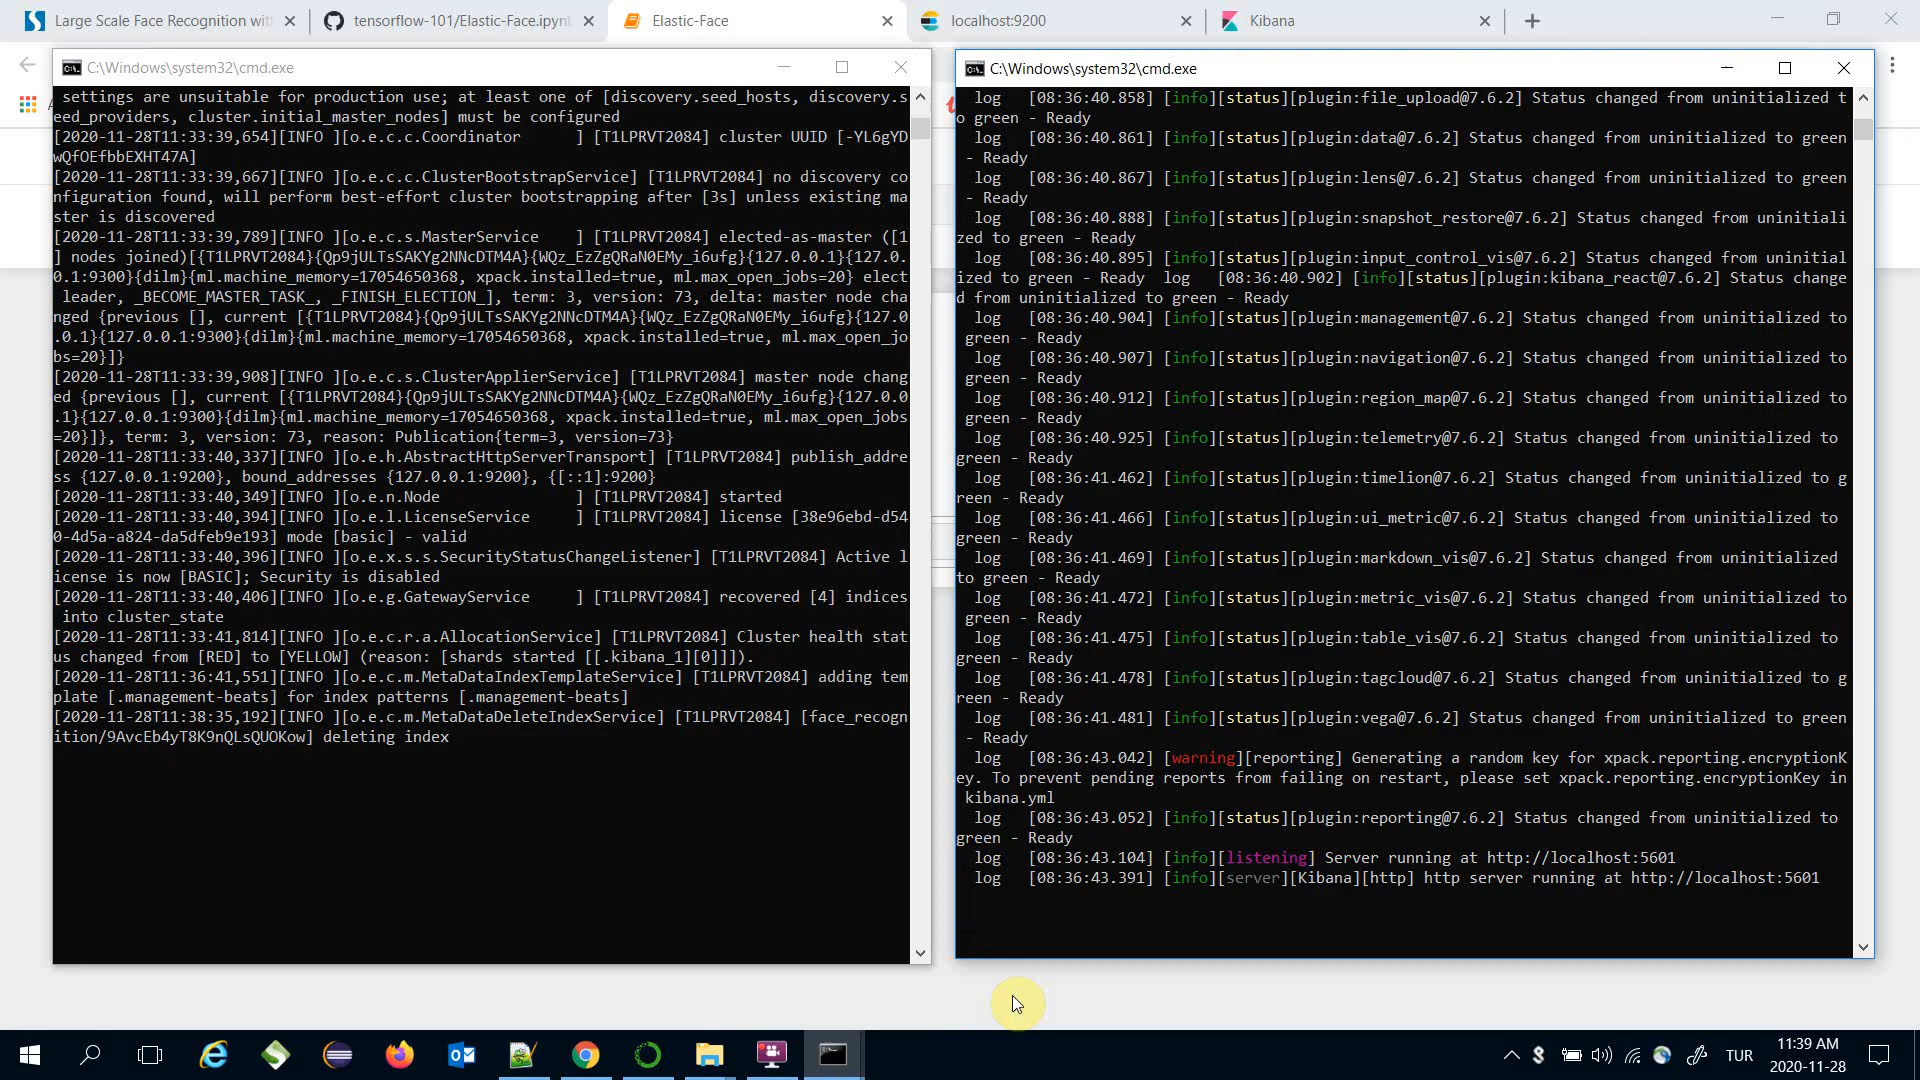 Large Scale Face Recognition wit
tensorflow-101/Elastic-Face.ipyn
Elastic-Face
localhost:9200
Kibana
C:\Windows\system32\cmd.exe
 settings are unsuitable for production use; at least one of [discovery.seed_hosts, discovery.s
eed_providers, cluster.initial_master_nodes] must be configured
[2020-11-28T11:33:39,654][INFO ][o.e.c.c.Coordinator      ] [T1LPRVT2084] cluster UUID [-YL6gYD
wQfOEfbbEXHT47A]
[2020-11-28T11:33:39,667][INFO ][o.e.c.c.ClusterBootstrapService] [T1LPRVT2084] no discovery co
nfiguration found, will perform best-effort cluster bootstrapping after [3s] unless existing ma
ster is discovered
[2020-11-28T11:33:39,789][INFO ][o.e.c.s.MasterService    ] [T1LPRVT2084] elected-as-master ([1
] nodes joined)[{T1LPRVT2084}{Qp9jULTsSAKYg2NNcDTM4A}{WQz_EzZgQRaN0EMy_i6ufg}{127.0.0.1}{127.0.
0.1:9300}{dilm}{ml.machine_memory=17054650368, xpack.installed=true, ml.max_open_jobs=20} elect
 leader, _BECOME_MASTER_TASK_, _FINISH_ELECTION_], term: 3, version: 73, delta: master node cha
nged {previous [], current [{T1LPRVT2084}{Qp9jULTsSAKYg2NNcDTM4A}{WQz_EzZgQRaN0EMy_i6ufg}{127.0
.0.1}{127.0.0.1:9300}{dilm}{ml.machine_memory=17054650368, xpack.installed=true, ml.max_open_jo
bs=20}]}
[2020-11-28T11:33:39,908][INFO ][o.e.c.s.ClusterApplierService] [T1LPRVT2084] master node chang
ed {previous [], current [{T1LPRVT2084}{Qp9jULTsSAKYg2NNcDTM4A}{WQz_EzZgQRaN0EMy_i6ufg}{127.0.0
.1}{127.0.0.1:9300}{dilm}{ml.machine_memory=17054650368, xpack.installed=true, ml.max_open_jobs
=20}]}, term: 3, version: 73, reason: Publication{term=3, version=73}
[2020-11-28T11:33:40,337][INFO ][o.e.h.AbstractHttpServerTransport] [T1LPRVT2084] publish_addre
ss {127.0.0.1:9200}, bound_addresses {127.0.0.1:9200}, {[::1]:9200}
[2020-11-28T11:33:40,349][INFO ][o.e.n.Node               ] [T1LPRVT2084] started
[2020-11-28T11:33:40,394][INFO ][o.e.l.LicenseService     ] [T1LPRVT2084] license [38e96ebd-d54
0-4d5a-a824-da5dfeb9e193] mode [basic] - valid
[2020-11-28T11:33:40,396][INFO ][o.e.x.s.s.SecurityStatusChangeListener] [T1LPRVT2084] Active l
icense is now [BASIC]; Security is disabled
[2020-11-28T11:33:40,406][INFO ][o.e.g.GatewayService     ] [T1LPRVT2084] recovered [4] indices
 into cluster_state
[2020-11-28T11:33:41,814][INFO ][o.e.c.r.a.AllocationService] [T1LPRVT2084] Cluster health stat
us changed from [RED] to [YELLOW] (reason: [shards started [[.kibana_1][0]]]).
[2020-11-28T11:36:41,551][INFO ][o.e.c.m.MetaDataIndexTemplateService] [T1LPRVT2084] adding tem
plate [.management-beats] for index patterns [.management-beats]
[2020-11-28T11:38:35,192][INFO ][o.e.c.m.MetaDataDeleteIndexService] [T1LPRVT2084] [face_recogn
ition/9AvcEb4yT8K9nQLsQUOKow] deleting index
C:\Windows\system32\cmd.exe
  log   [08:36:40.858] [info][status][plugin:file_upload@7.6.2] Status changed from uninitialized t
o green - Ready
  log   [08:36:40.861] [info][status][plugin:data@7.6.2] Status changed from uninitialized to green
 - Ready
  log   [08:36:40.867] [info][status][plugin:lens@7.6.2] Status changed from uninitialized to green
 - Ready
  log   [08:36:40.888] [info][status][plugin:snapshot_restore@7.6.2] Status changed from uninitiali
zed to green - Ready
  log   [08:36:40.895] [info][status][plugin:input_control_vis@7.6.2] Status changed from uninitial
ized to green - Ready  log   [08:36:40.902] [info][status][plugin:kibana_react@7.6.2] Status change
d from uninitialized to green - Ready
  log   [08:36:40.904] [info][status][plugin:management@7.6.2] Status changed from uninitialized to
 green - Ready
  log   [08:36:40.907] [info][status][plugin:navigation@7.6.2] Status changed from uninitialized to
 green - Ready
  log   [08:36:40.912] [info][status][plugin:region_map@7.6.2] Status changed from uninitialized to
 green - Ready
  log   [08:36:40.925] [info][status][plugin:telemetry@7.6.2] Status changed from uninitialized to
green - Ready
  log   [08:36:41.462] [info][status][plugin:timelion@7.6.2] Status changed from uninitialized to g
reen - Ready
  log   [08:36:41.466] [info][status][plugin:ui_metric@7.6.2] Status changed from uninitialized to
green - Ready
  log   [08:36:41.469] [info][status][plugin:markdown_vis@7.6.2] Status changed from uninitialized
to green - Ready
  log   [08:36:41.472] [info][status][plugin:metric_vis@7.6.2] Status changed from uninitialized to
 green - Ready
  log   [08:36:41.475] [info][status][plugin:table_vis@7.6.2] Status changed from uninitialized to
green - Ready
  log   [08:36:41.478] [info][status][plugin:tagcloud@7.6.2] Status changed from uninitialized to g
reen - Ready
  log   [08:36:41.481] [info][status][plugin:vega@7.6.2] Status changed from uninitialized to green
 - Ready
  log   [08:36:43.042] [warning][reporting] Generating a random key for xpack.reporting.encryptionK
ey. To prevent pending reports from failing on restart, please set xpack.reporting.encryptionKey in
 kibana.yml
  log   [08:36:43.052] [info][status][plugin:reporting@7.6.2] Status changed from uninitialized to
green - Ready
  log   [08:36:43.104] [info][listening] Server running at http://localhost:5601
  log   [08:36:43.391] [info][server][Kibana][http] http server running at http://localhost:5601
TUR
11:39 AM
2020-11-28